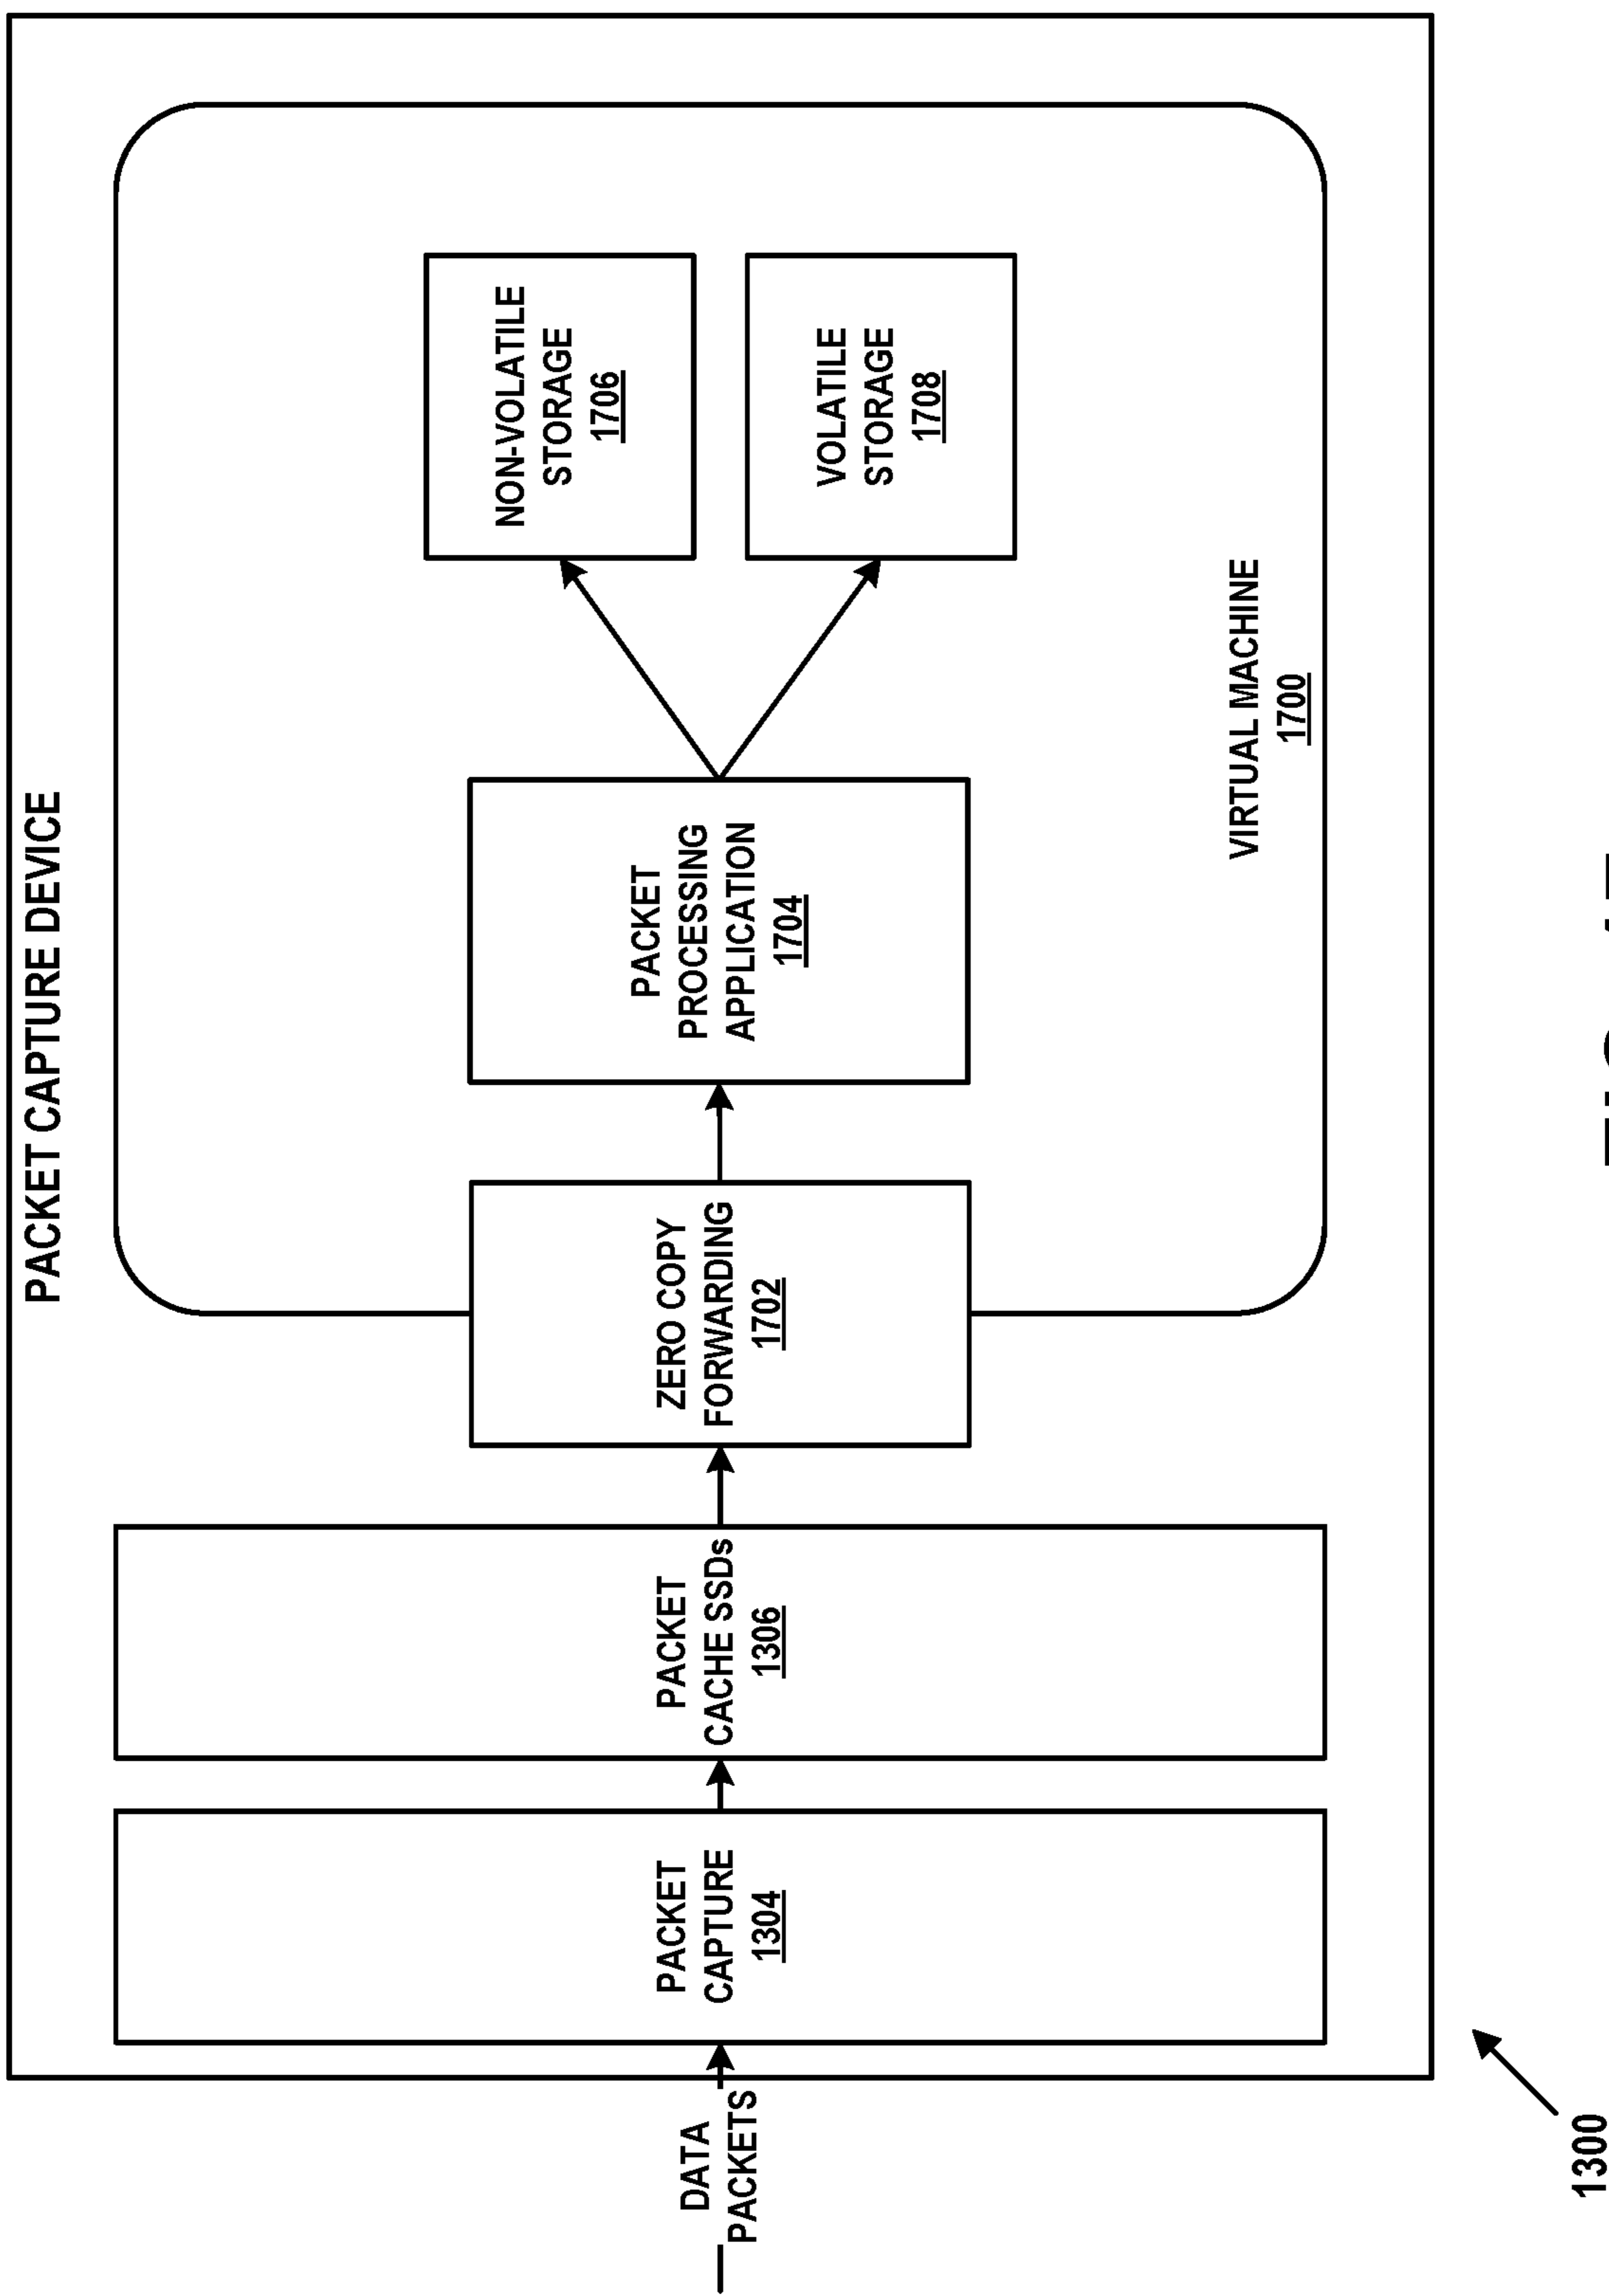 PACKET CAPTURE DEVICE
DATA
PACKETS
PACKET
CAPTURE
1304
PACKET
CACHE SSDs
1306
ZERO COPY
FORWARDING
1702
PACKET
PROCESSING
APPLICATION
1704
NON-VOLATILE
STORAGE
1706
VOLATILE
STORAGE
1708
VIRTUAL MACHINE
1700
1300